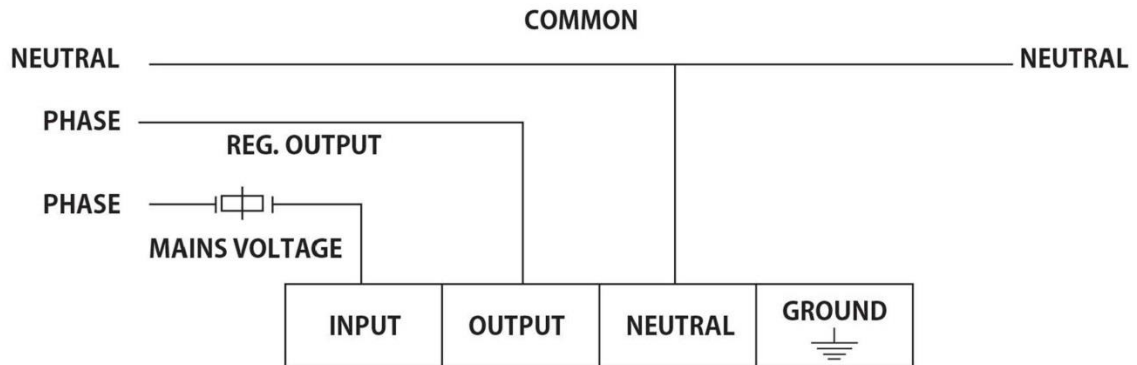 COMMON
NEUTRAL NEUTRAL
PHASE
REG. OUTPUT
PHASE
MAINS VOLTAGE
INPUT OUTPUT NEUTRAL GROUND